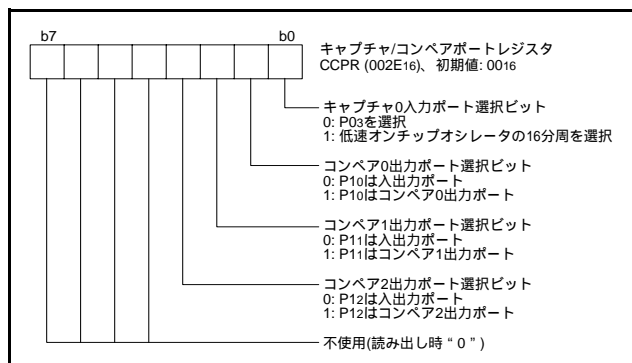 b7 b0
キャプチャ/コンペアポートレジスタ
CCPR (002E16)、初期値: 0016
キャプチャ0入力ポート選択ビット
0: P03を選択
1: 低速オンチップオシレータの16分周を選択
コンペア0出力ポート選択ビット
0: P10は入出力ポート
1: P10はコンペア0出力ポート
コンペア1出力ポート選択ビット
0: P11は入出力ポート
1: P11はコンペア1出力ポート
コンペア2出力ポート選択ビット
0: P12は入出力ポート
1: P12はコンペア2出力ポート
不使用(読み出し時 “ 0 ” )